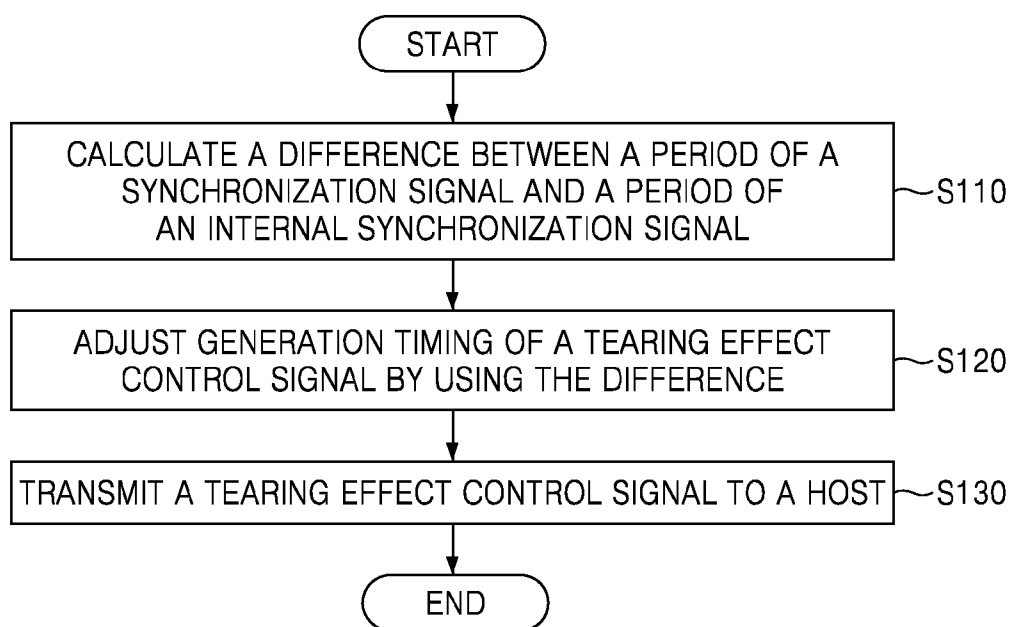 START
CALCULATE A DIFFERENCE BETWEEN A PERIOD OF A
SYNCHRONIZATION SIGNAL AND A PERIOD OF
AN INTERNAL SYNCHRONIZATION SIGNAL
S110
ADJUST GENERATION TIMING OF A TEARING EFFECT
CONTROL SIGNAL BY USING THE DIFFERENCE
S120
TRANSMIT A TEARING EFFECT CONTROL SIGNAL TO A HOST
S130
END